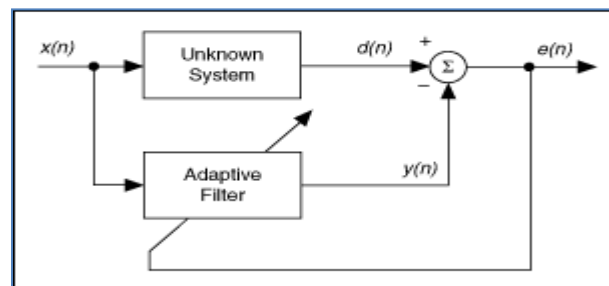 x(n)
Unknown
System
d(n)
+
Σ
e(n)
−
Adaptive
Filter
y(n)